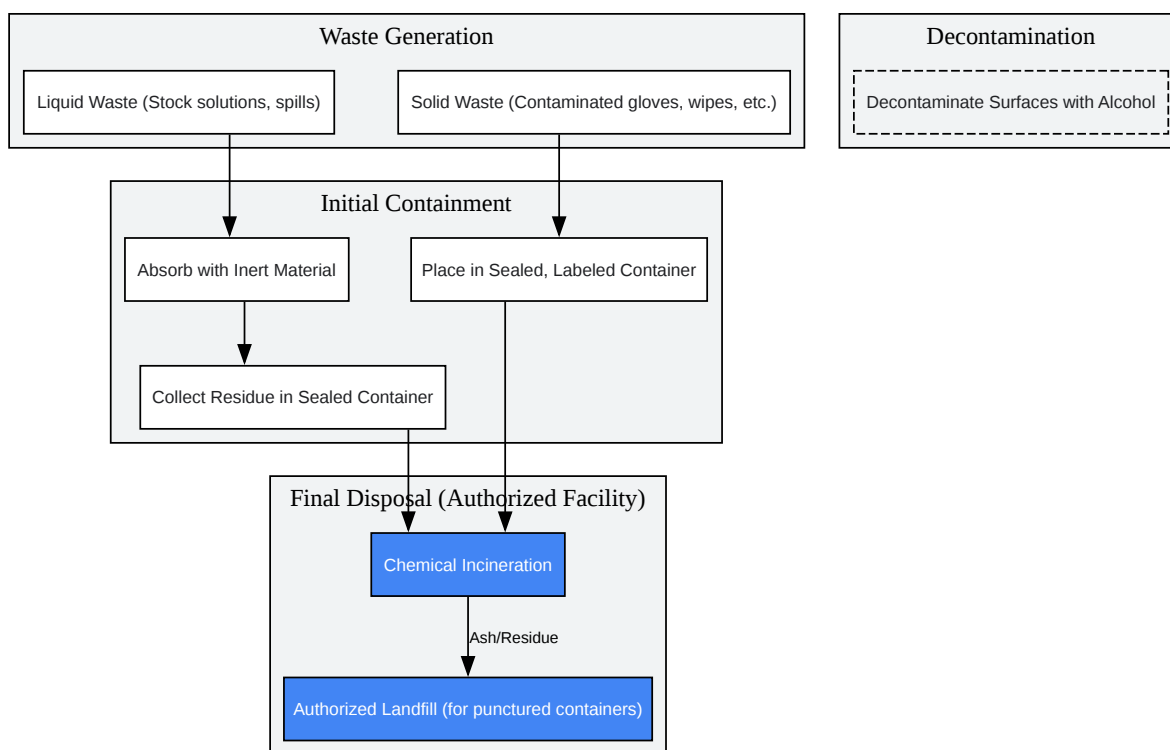 Waste Generation
Decontamination
Liquid Waste (Stock solutions, spills)
Solid Waste (Contaminated gloves, wipes, etc.)
Decontaminate Surfaces with Alcohol
Initial Containment
Absorb with Inert Material
Place in Sealed, Labeled Container
Collect Residue in Sealed Container
Final Disposal (Authorized Facility)
Chemical Incineration
Ash/Residue
Authorized Landfill (for punctured containers)